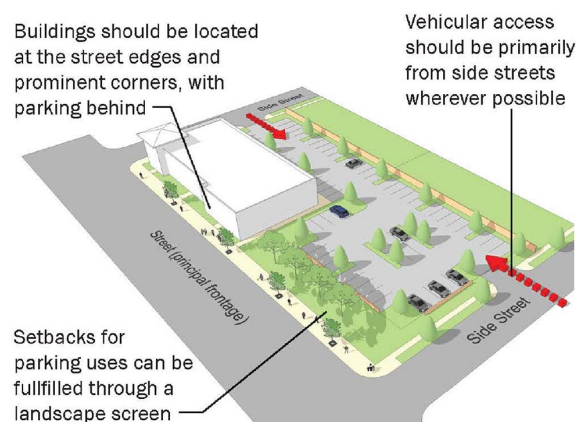 Buildings should be located
at the street edges and
prominent corners, with
parking behind
Vehicular access
should be primarily
from side streets
wherever possible
Side Street
Street (principal frontage)
Side Street
Setbacks for
parking uses can be
fullfilled through a
landscape screen